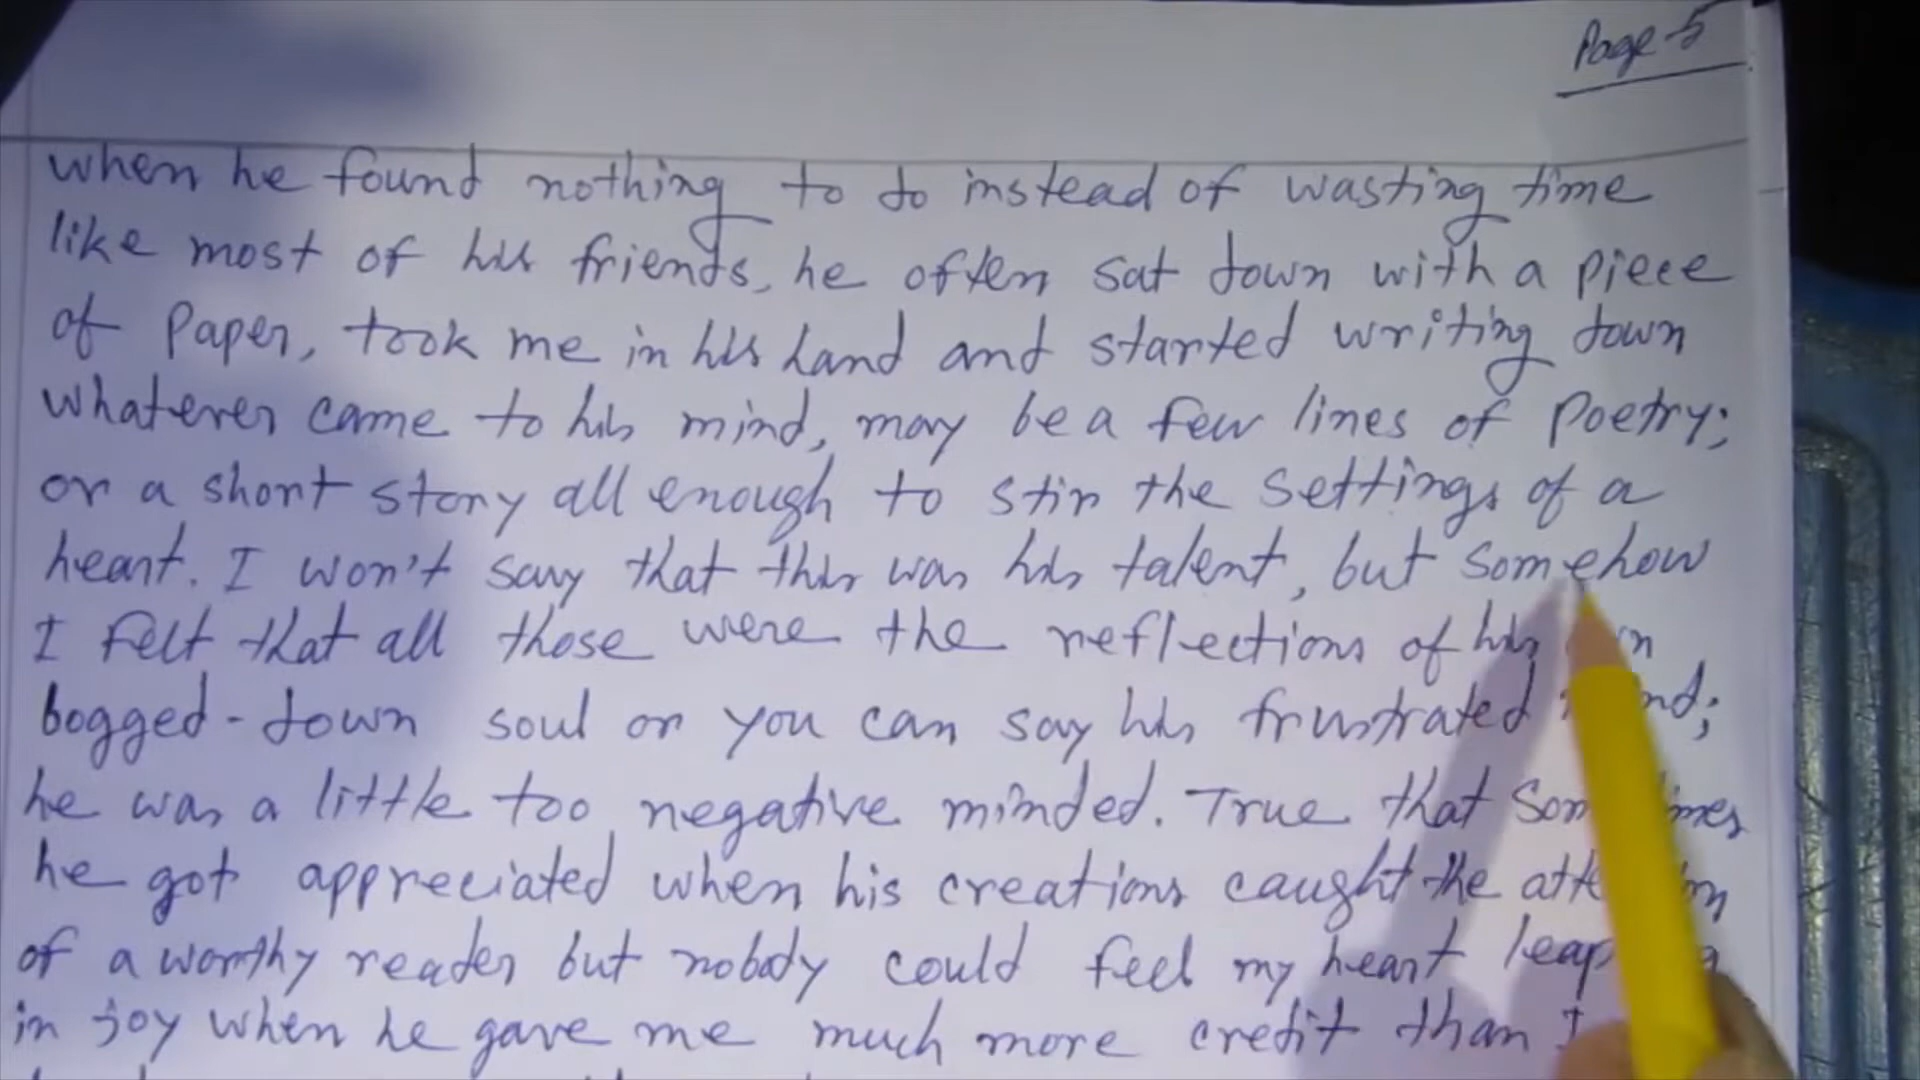 Page-5
when he found nothing to do instead of wasting time
like most of his friends, he often sat down with a piece
of Paper, took me in his hand and started writing down
whatever came to his mind, may be a few lines of Poetry;
or a short story all enough to stir the settings of a
heart. I won't say that this was his talent, but somehow
I felt that all those were the reflections of his
bogged-down soul or you can say his frustrated
he was a little too negative minded. True that
he got appreciated when his creations caught the
of a worthy reader but nobody could feel my heart
in joy when he gave me much more credit than I